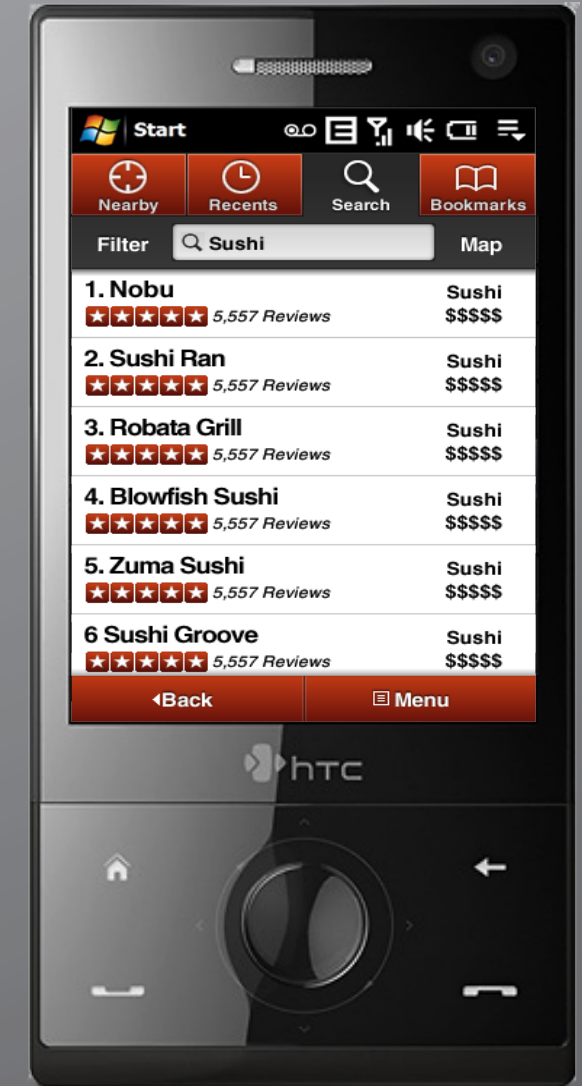 Start
Nearby Recents Search Bookmarks
Filter Sushi Map
1. Nobu Sushi
5,557 Reviews $$$$$
2. Sushi Ran Sushi
5,557 Reviews $$$$$
3. Robata Grill Sushi
5,557 Reviews $$$$$
4. Blowfish Sushi Sushi
5,557 Reviews $$$$$
5. Zuma Sushi Sushi
5,557 Reviews $$$$$
6 Sushi Groove Sushi
5,557 Reviews $$$$$
Back Menu
hTC